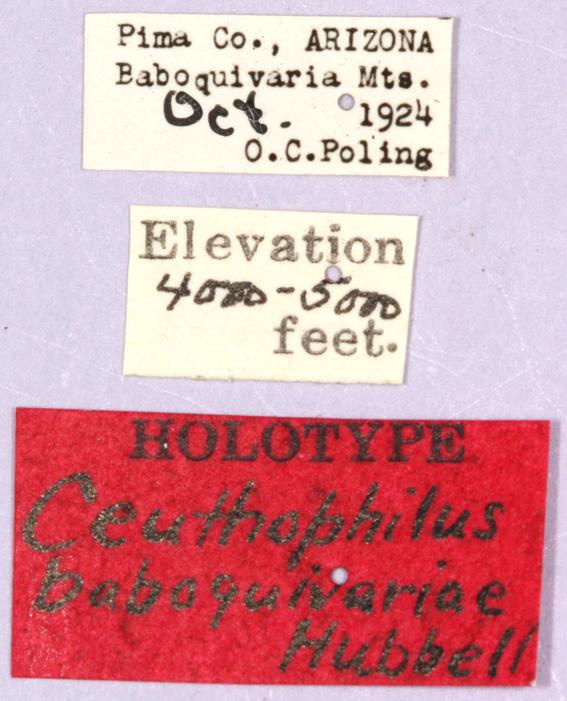 Pima Co., ARIZONA
Baboquivaria Mts.
Oct. 1924
O.C.Poling
Elevation
4000-5000
feet.
HOLOTYPE
Ceuthophilus
baboquivariae
Hubbell